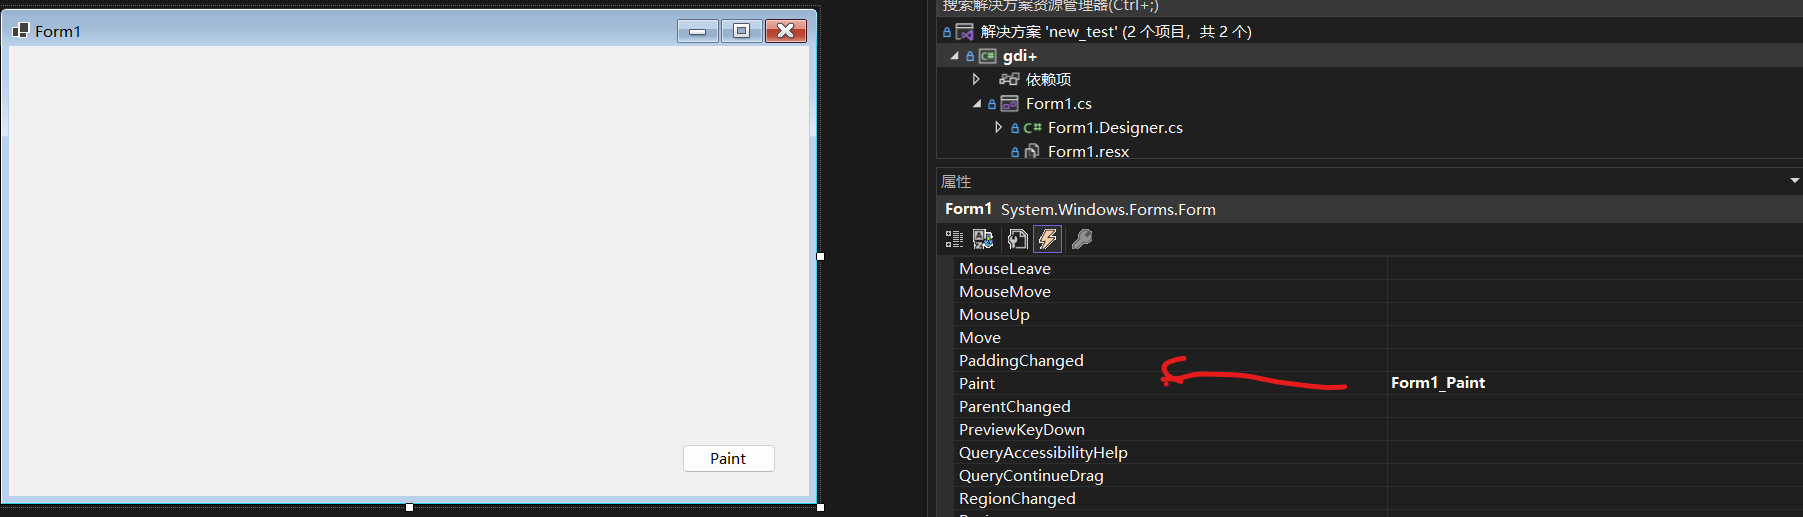 Form1
Paint
搜索解决方案资源管理器(Ctrl+;)
解决方案 'new_test' (2 个项目，共 2 个)
gdi+
依赖项
Form1.cs
C# Form1.Designer.cs
Form1.resx
属性
Form1 System.Windows.Forms.Form
MouseLeave
MouseMove
MouseUp
Move
PaddingChanged
Paint Form1_Paint
ParentChanged
PreviewKeyDown
QueryAccessibilityHelp
QueryContinueDrag
RegionChanged